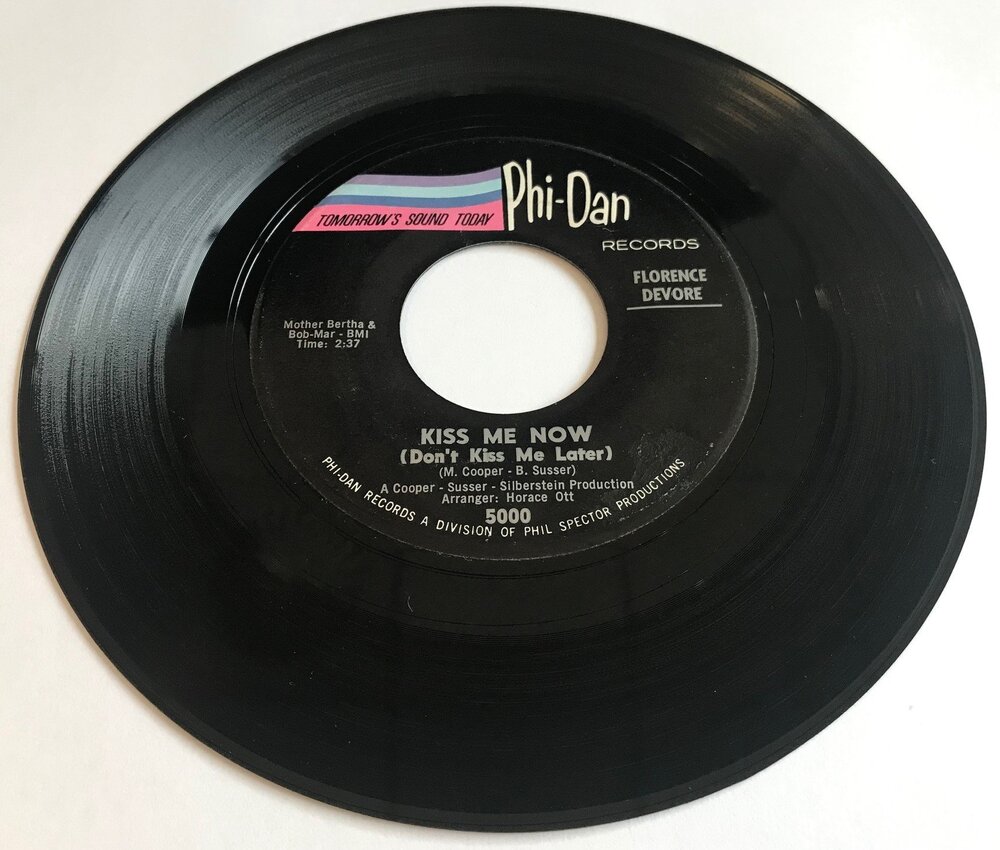 TOMORROW'S SOUND TODAY
Phi-Dan
RECORDS
FLORENCE
DEVORE
Mother Bertha &
Bob-Mar - BMI
Time: 2:37
KISS ME NOW
(Don't Kiss Me Later)
(M. Cooper - B. Susser)
A Cooper - Susser - Silberstein Production
Arranger: Horace Ott
5000
PHI-DAN RECORDS A DIVISION OF PHIL SPECTOR PRODUCTIONS